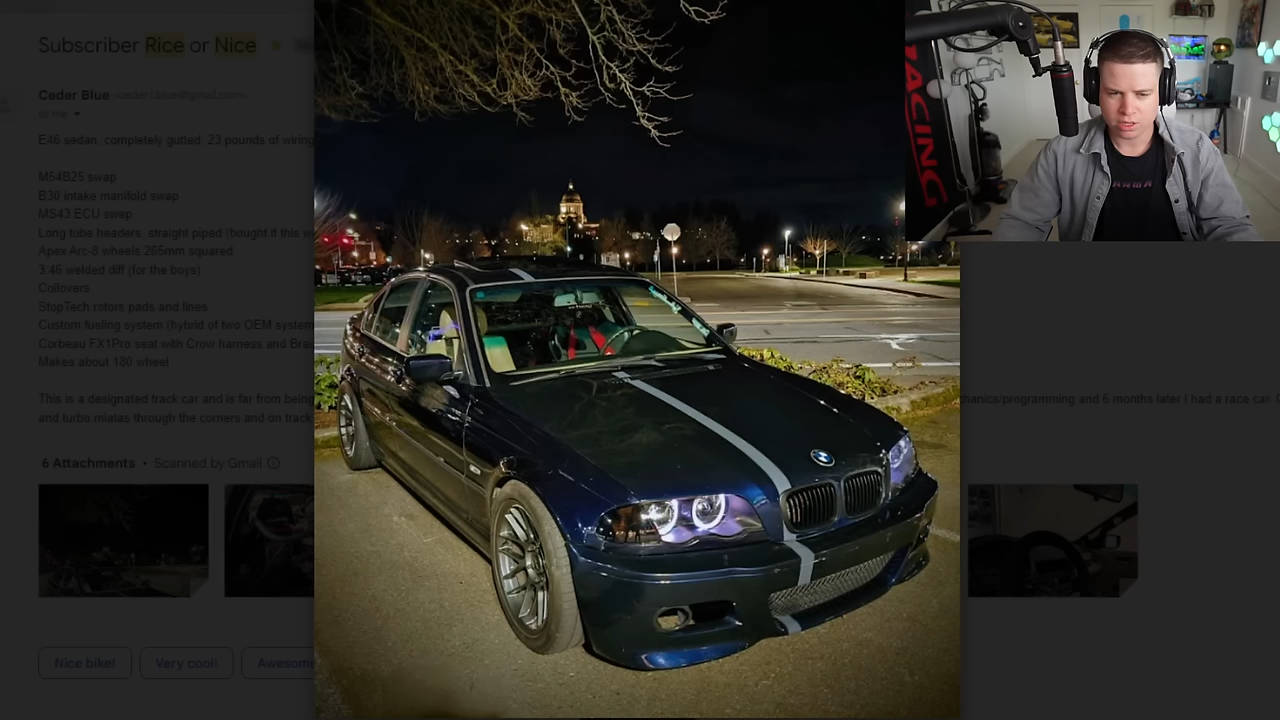 Subscriber Rice or Nice
Ceder Blue
to me
E46 sedan. completely gutted. 23 pounds of wiring
M54B25 swap
B30 intake manifold swap
MS43 ECU swap
Long tube headers. straight piped (bought it this w
Apex Arc-8 wheels 265mm squared
3.46 welded diff (for the boys)
Coilovers
StopTech rotors pads and lines
Custom fueling system (hybrid of two OEM system
Corbeau FX1Pro seat with Crow harness and Bra
Makes about 180 wheel
This is a designated track car and is far from being
hanics/programming and 6 months later I had a race car.
and turbo miatas through the corners and on track
6 Attachments • Scanned by Gmail
Nice bike!
Very cool!
Awesom
RACING